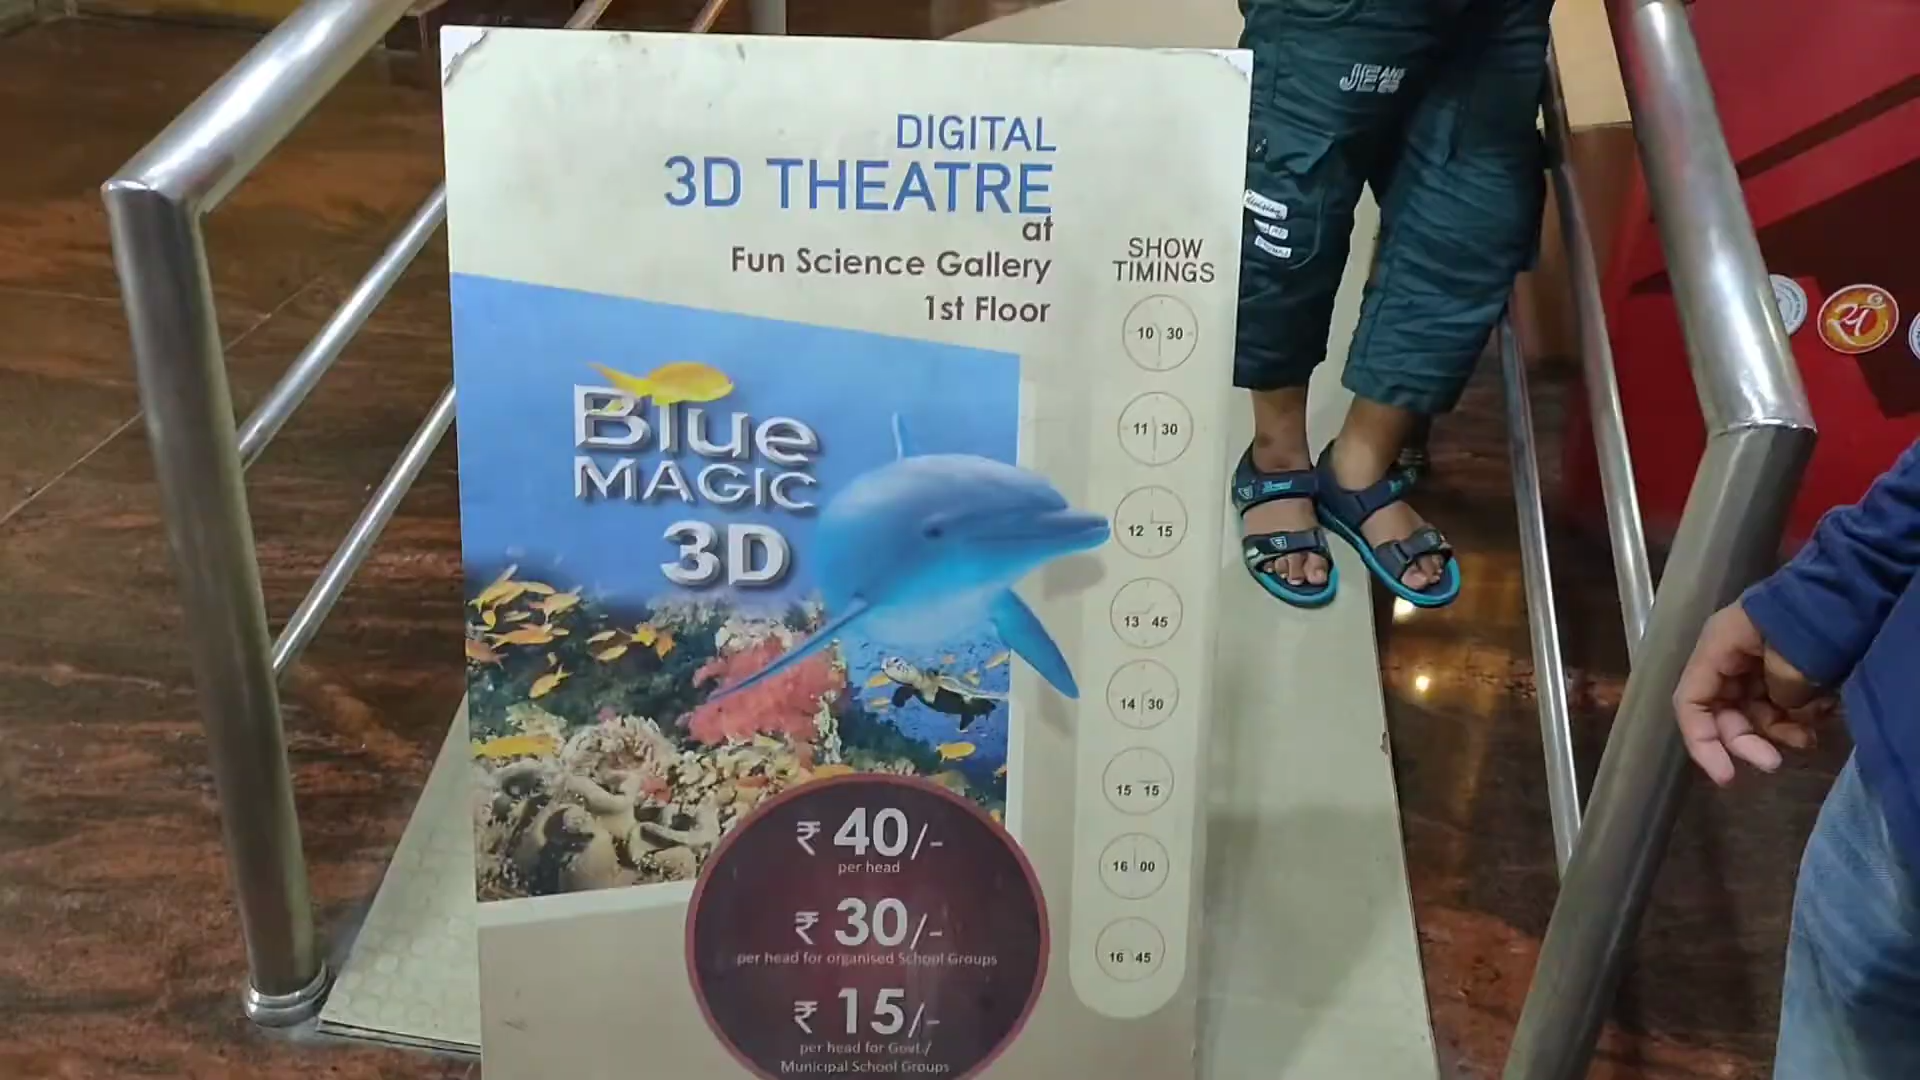 DIGITAL
3D THEATRE
at
Fun Science Gallery
1st Floor
SHOW
TIMINGS
10 30
11 30
12 15
13 45
14 30
15 15
16 00
16 45
Blue
MAGIC
3D
₹ 40/-
per head
₹ 30/-
per head for organised School Groups
₹ 15/-
per head for Govt./
Municipal School Groups
JEANS